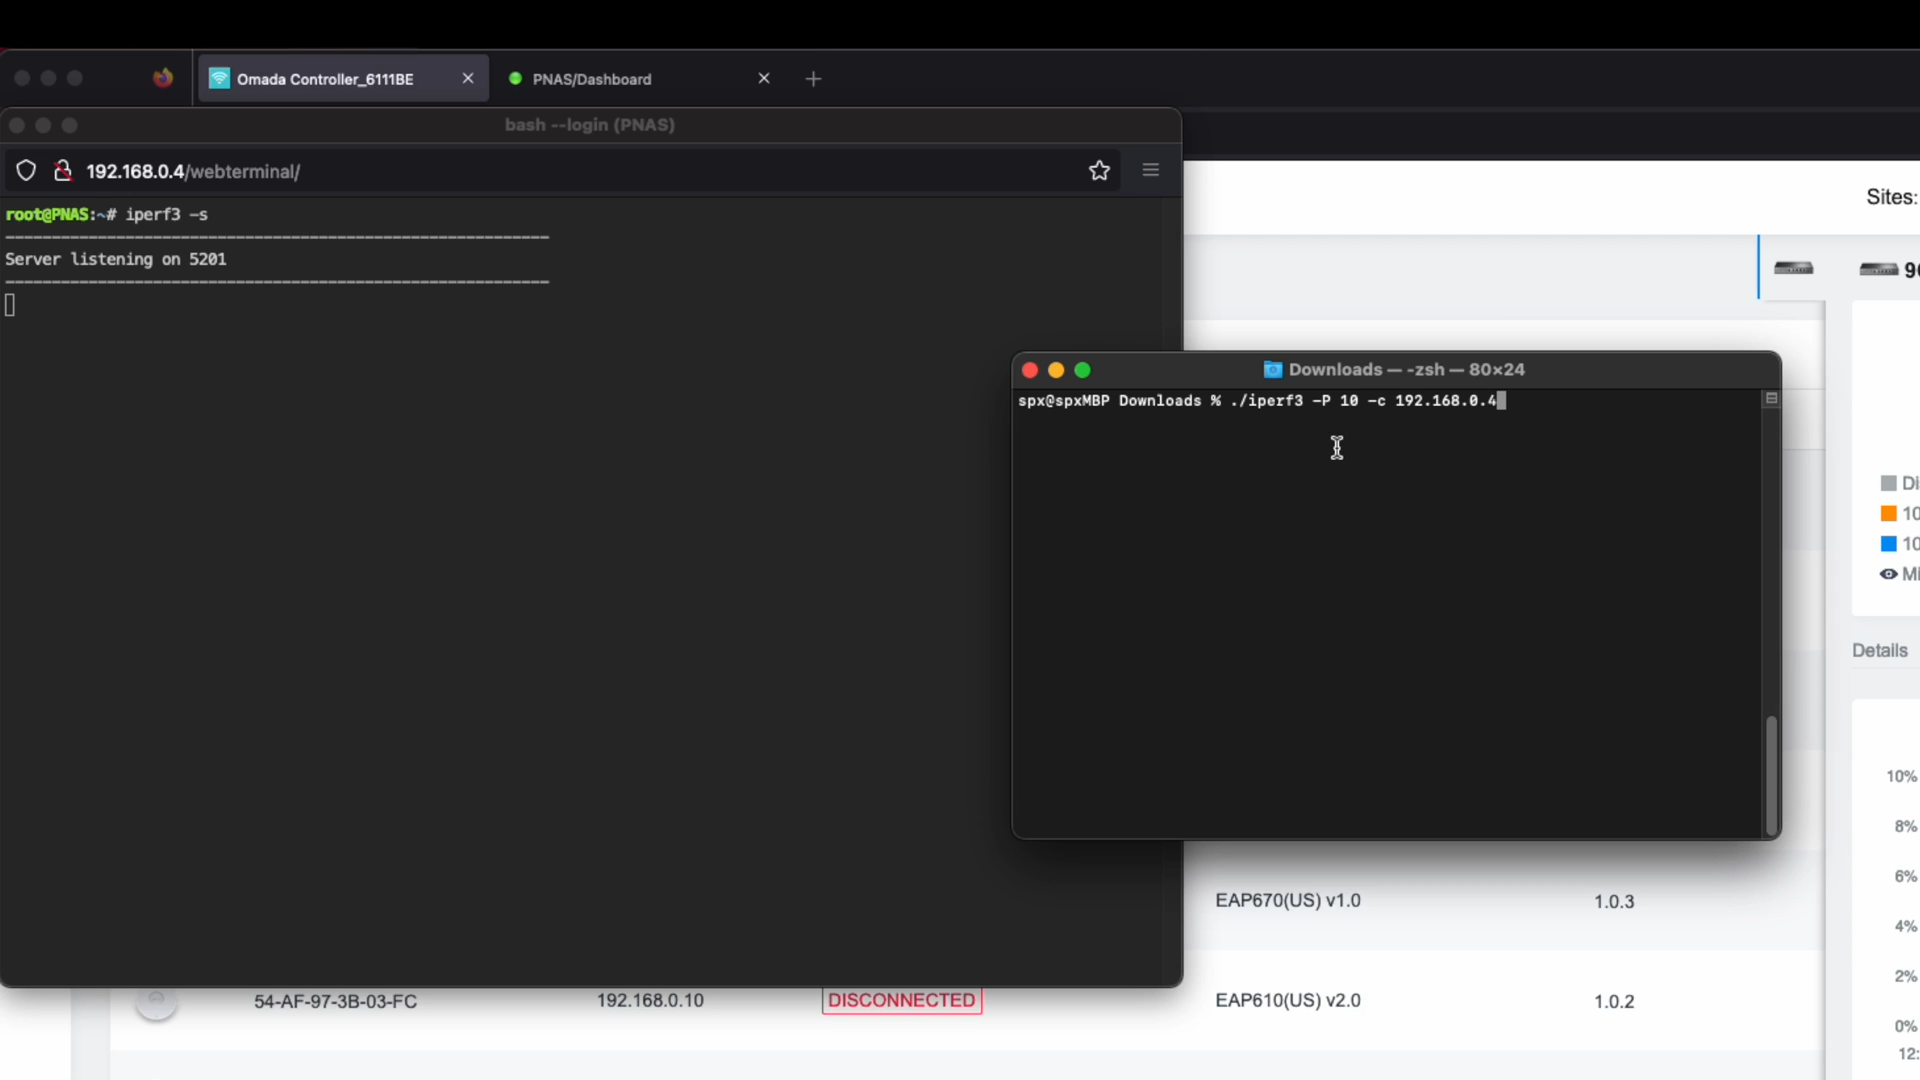 Omada Controller_6111BE
PNAS/Dashboard
bash --login (PNAS)
192.168.0.4/webterminal/
root@PNAS:~# iperf3 -s
Server listening on 5201
Sites:
Downloads — -zsh — 80×24
spx@spxMBP Downloads % ./iperf3 -P 10 -c 192.168.0.4
Details
10%
8%
6%
4%
2%
0%
12:
EAP670(US) v1.0 1.0.3
54-AF-97-3B-03-FC 192.168.0.10 DISCONNECTED EAP610(US) v2.0 1.0.2